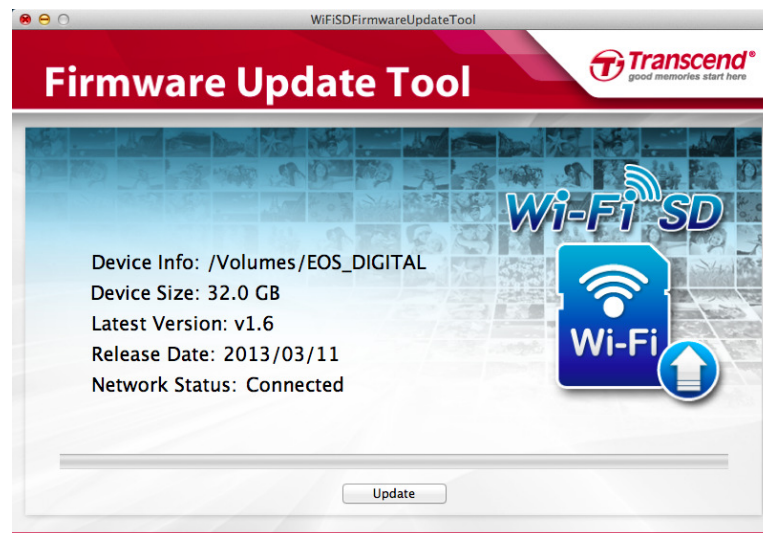 WiFiSDFirmwareUpdateTool
Firmware Update Tool
Transcend®
good memories start here
Wi-Fi SD
Device Info: /Volumes/EOS_DIGITAL
Device Size: 32.0 GB
Latest Version: v1.6
Release Date: 2013/03/11
Network Status: Connected
Wi-Fi
Update